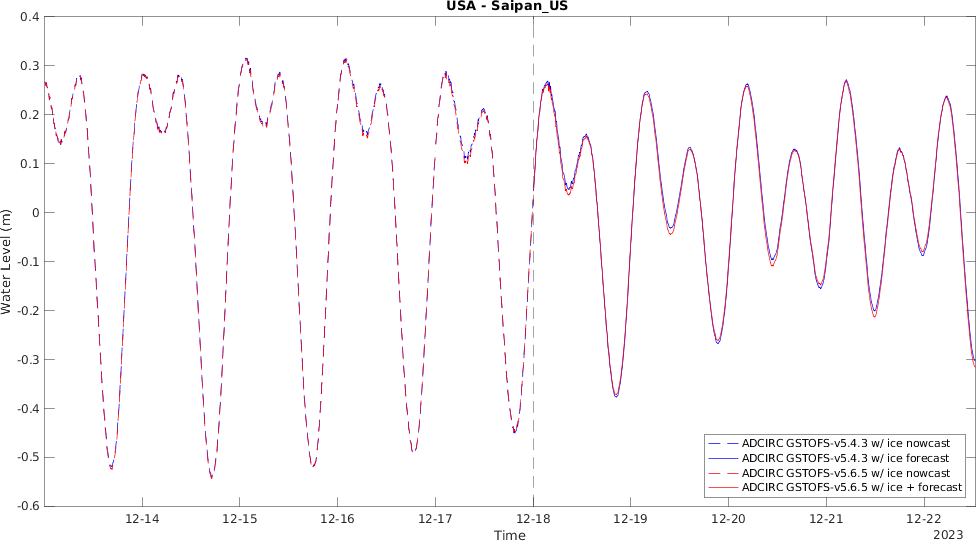 USA - Saipan_US
0.4
0.3
0.2
0.1
0
-0.1
-0.2
-0.3
-0.4
-0.5
-0.6
Water Level (m)
ADCIRC GSTOFS-v5.4.3 w/ ice nowcast
ADCIRC GSTOFS-v5.4.3 w/ ice forecast
ADCIRC GSTOFS-v5.6.5 w/ ice nowcast
ADCIRC GSTOFS-v5.6.5 w/ ice + forecast
12-14 12-15 12-16 12-17 12-18 12-19 12-20 12-21 12-22
Time
2023